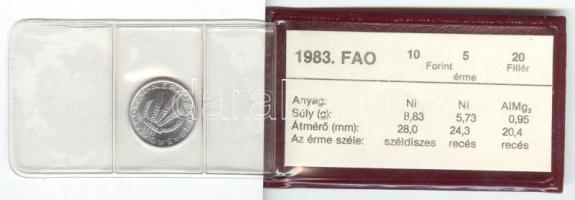 1983. FAO 10 5 20
Forint Fillér
érme
Anyag: Ni Ni AlMg₃
Súly (g): 8,83 5,73 0,95
Átmérő (mm): 28,0 24,3 20,4
Az érme széle: széldíszes recés recés